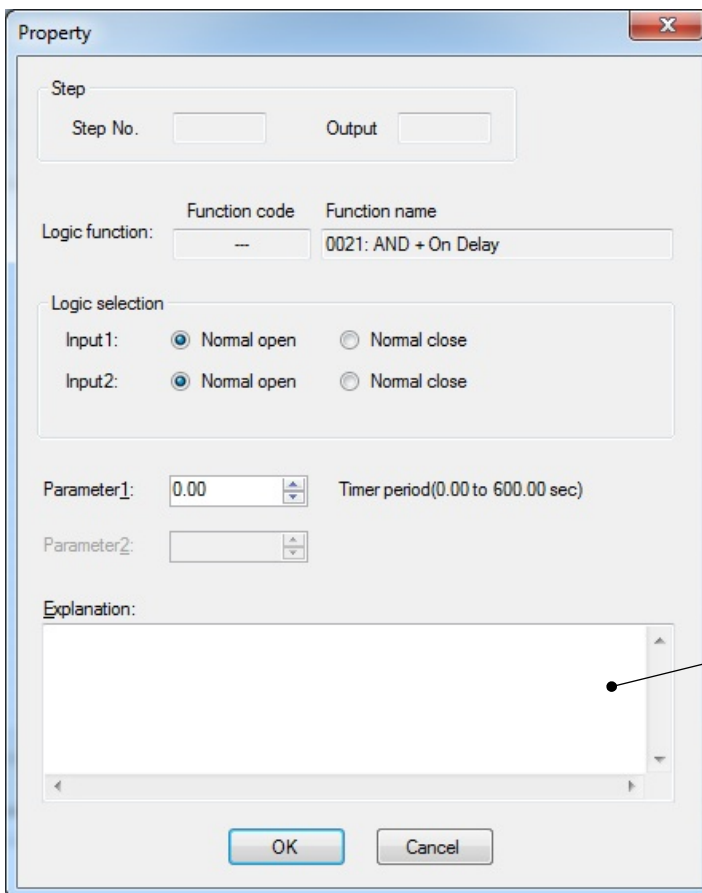 Property
Step
Step No. Output
Function code Function name
Logic function: --- 0021: AND + On Delay
Logic selection
Input1: Normal open Normal close
Input2: Normal open Normal close
Parameter1: 0.00 Timer period(0.00 to 600.00 sec)
Parameter2:
Explanation:
OK Cancel